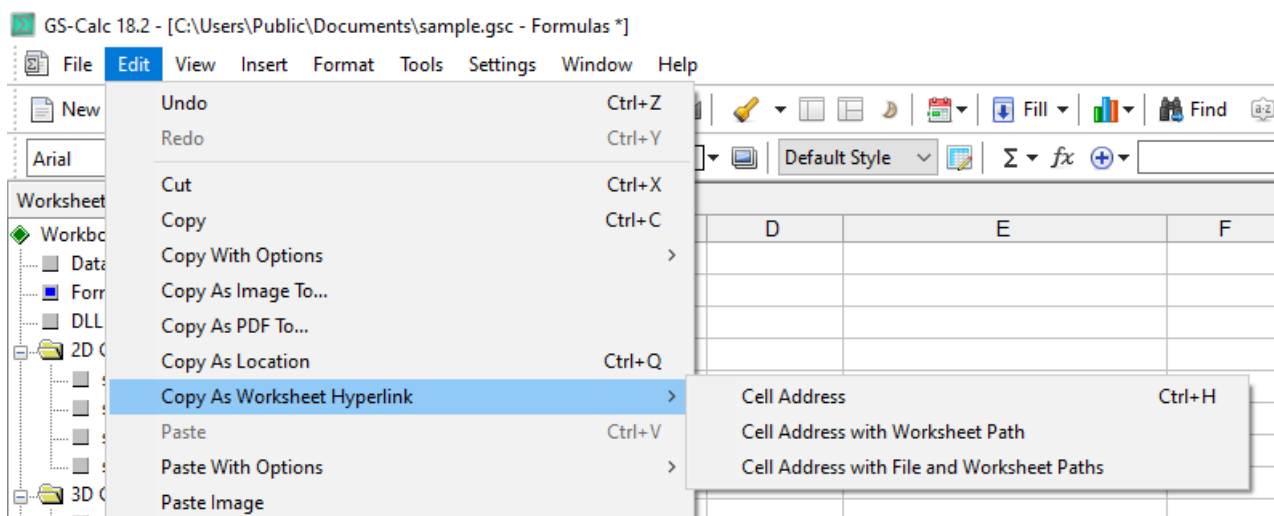 GS-Calc 18.2 - [C:\Users\Public\Documents\sample.gsc - Formulas *]
File Edit View Insert Format Tools Settings Window Help
New Fill Find
Arial Default Style Σ fx
Worksheet
D E F
Undo Ctrl+Z
Redo Ctrl+Y
Cut Ctrl+X
Copy Ctrl+C
Copy With Options
Copy As Image To...
Copy As PDF To...
Copy As Location Ctrl+Q
Copy As Worksheet Hyperlink
Paste Ctrl+V
Paste With Options
Paste Image
Cell Address Ctrl+H
Cell Address with Worksheet Path
Cell Address with File and Worksheet Paths
DLL
2D
3D